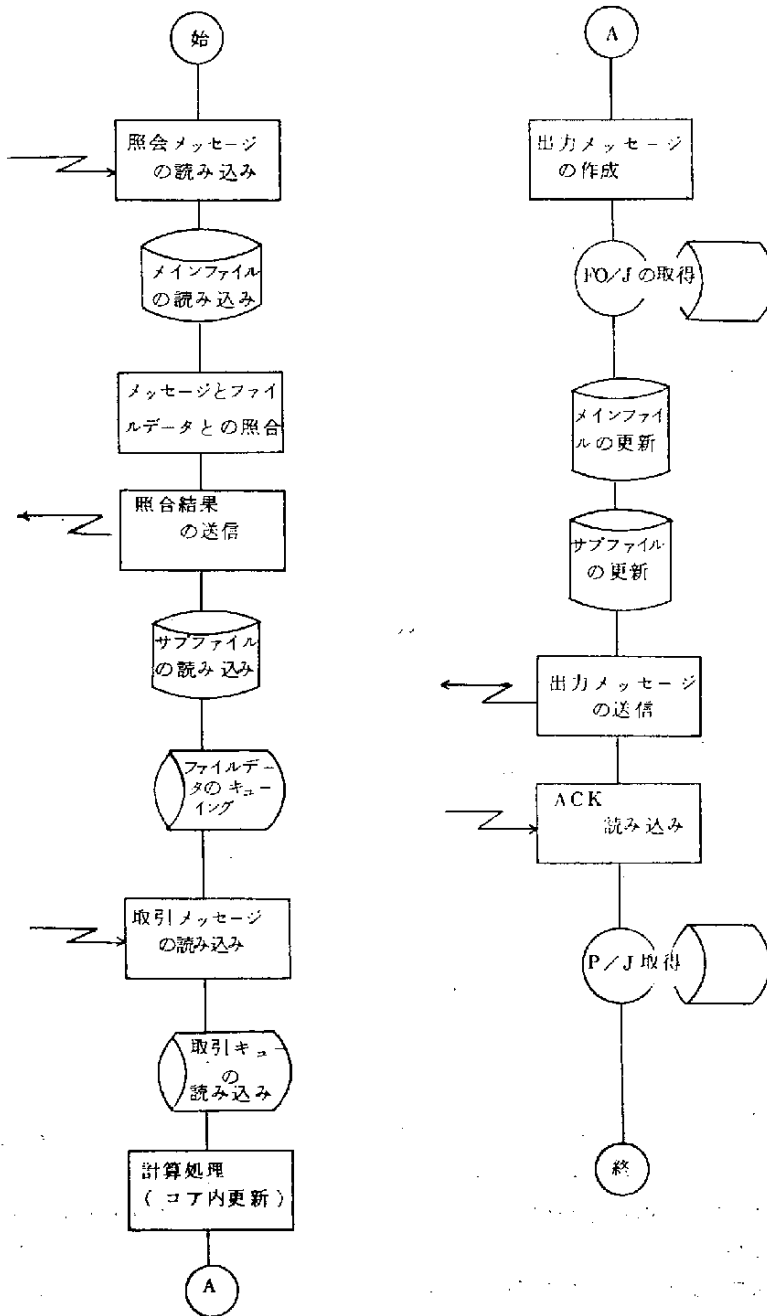 始
照会メッセージ
の読み込み
メインファイル
の読み込み
メッセージとファイ
ルデータとの照合
照合結果
の送信
サブファイル
の読み込み
ファイルデー
タのキュー
イング
取引メッセージ
の読み込み
取引キュー
の
読み込み
計算処理
(コア内更新)
A
A
出力メッセージ
の作成
FO/Jの取得
メインファイ
ルの更新
サブファイル
の更新
出力メッセージ
の送信
ACK
読み込み
P/J取得
終